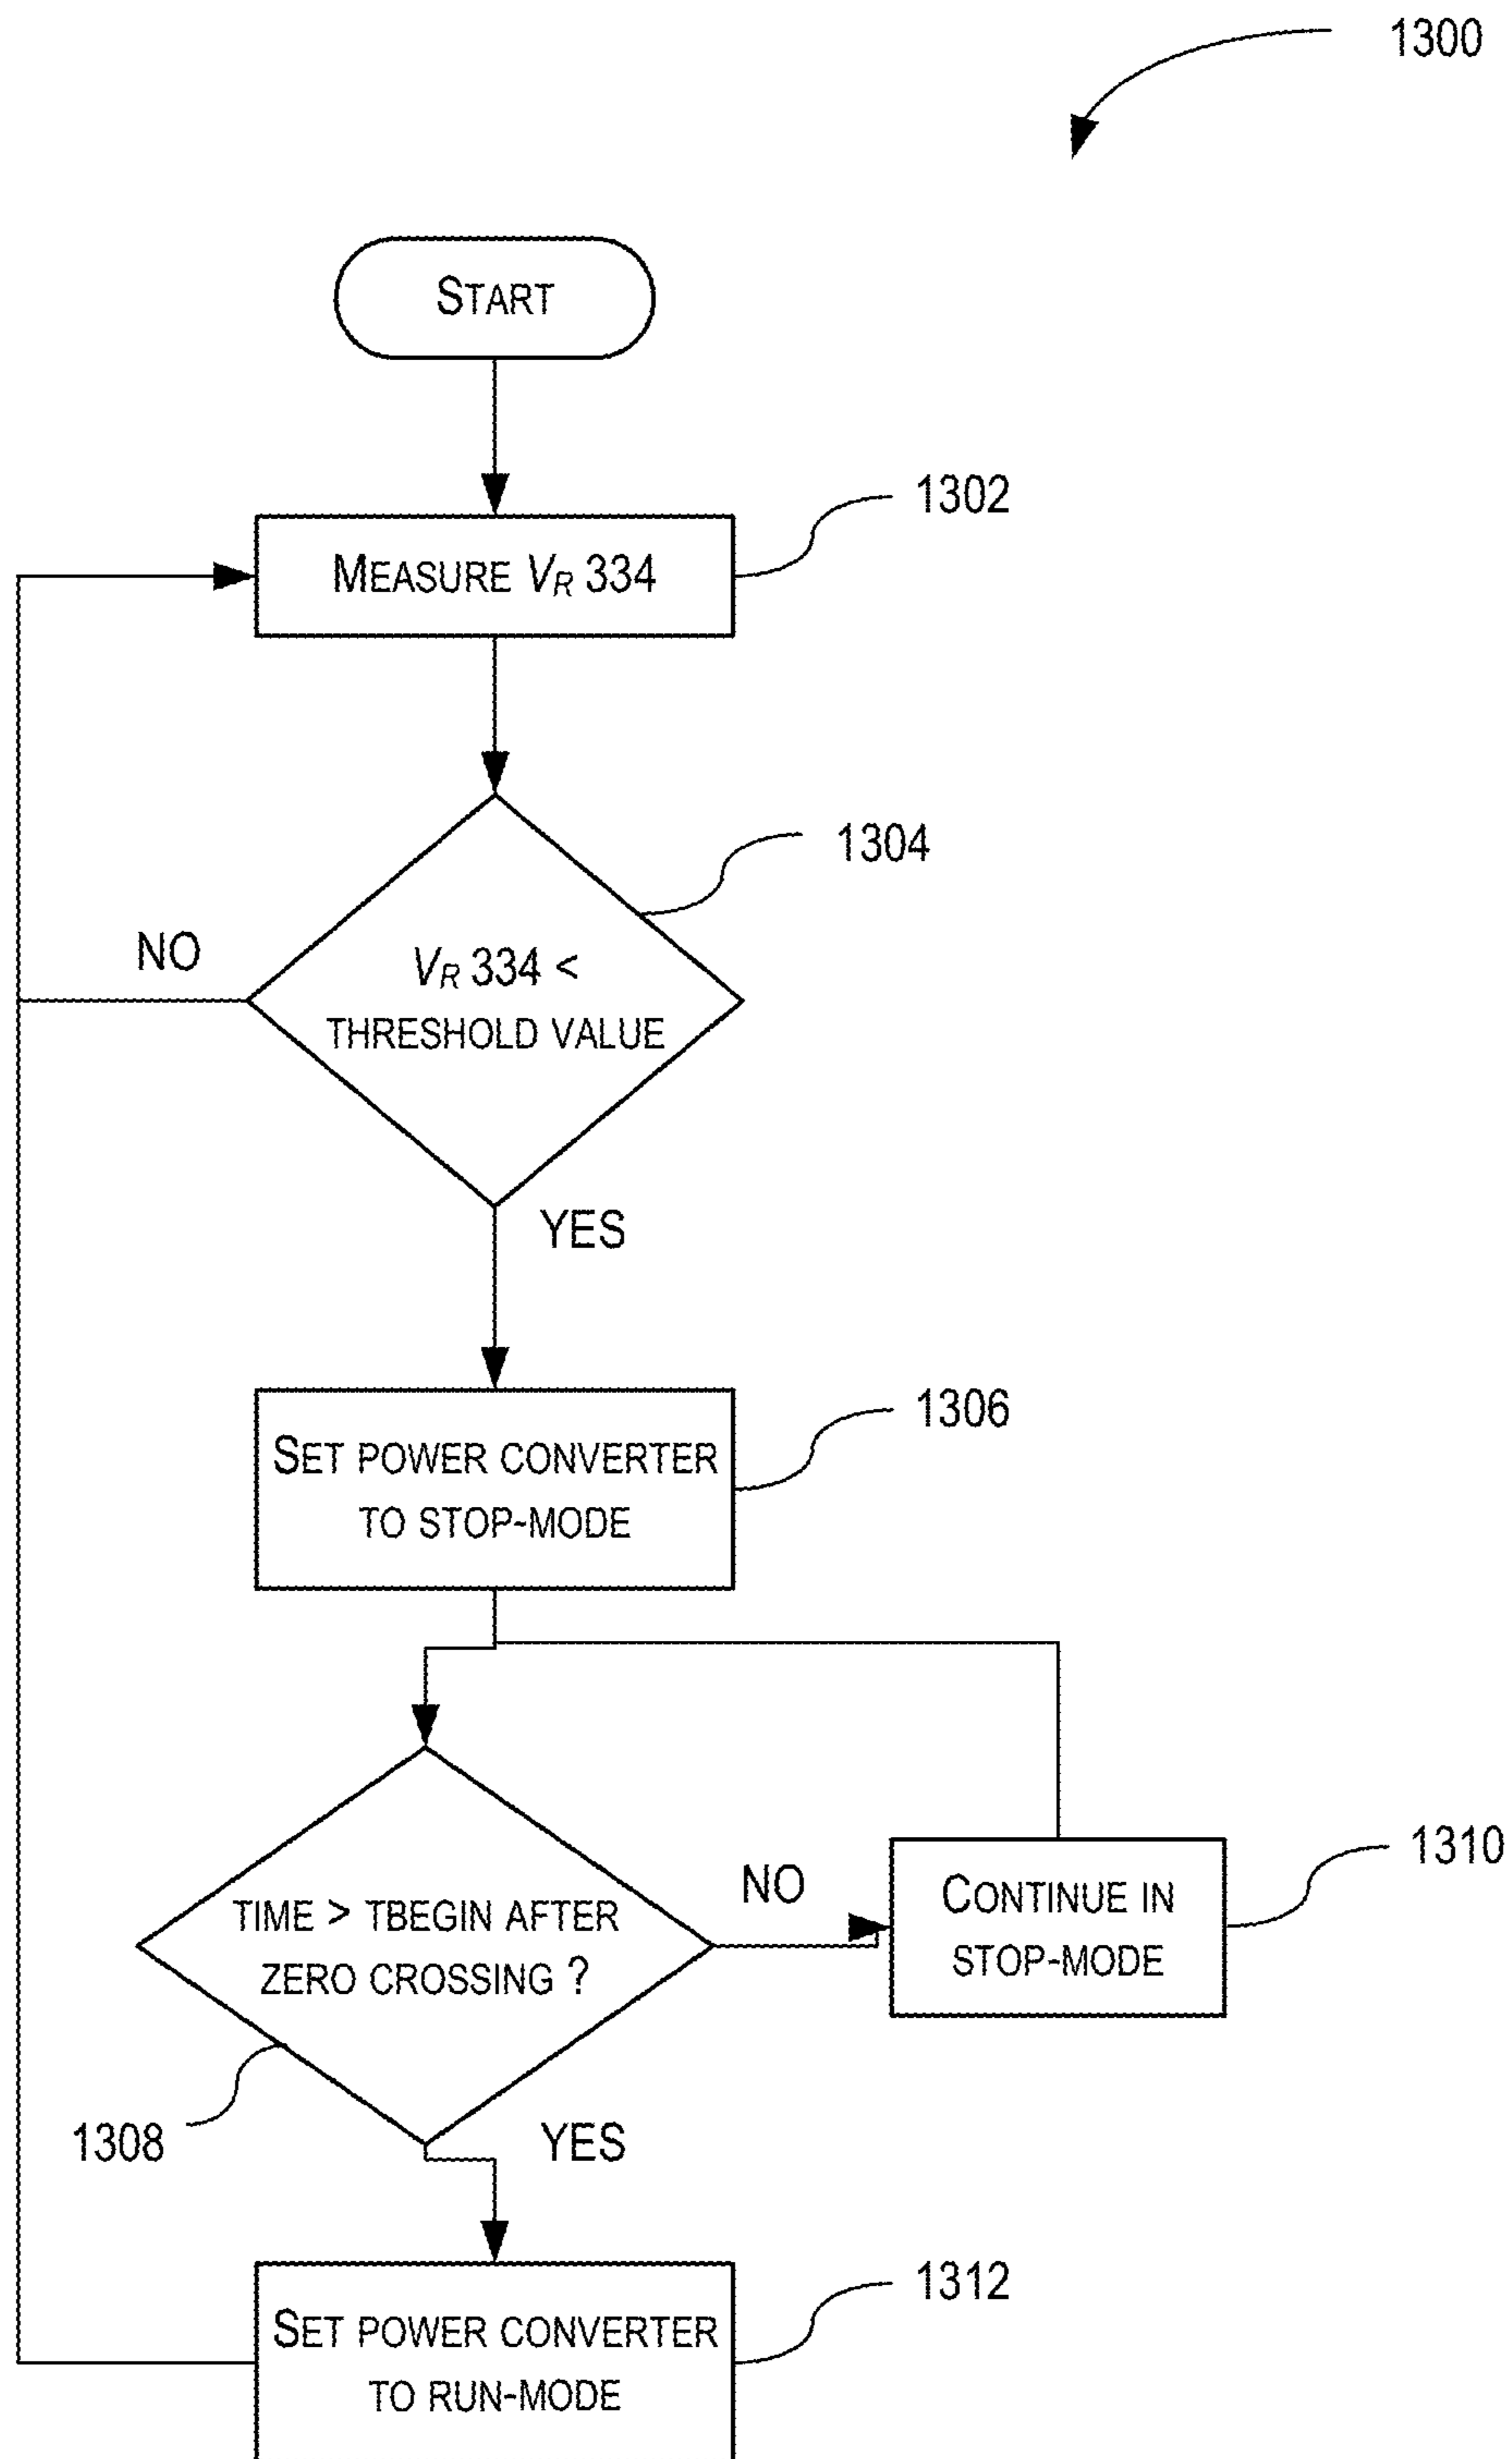 1300
START
MEASURE VR 334
1302
1304
NO
VR 334 <
THRESHOLD VALUE
YES
SET POWER CONVERTER
TO STOP-MODE
1306
TIME > TBEGIN AFTER
ZERO CROSSING ?
NO
CONTINUE IN
STOP-MODE
1310
1308
YES
SET POWER CONVERTER
TO RUN-MODE
1312